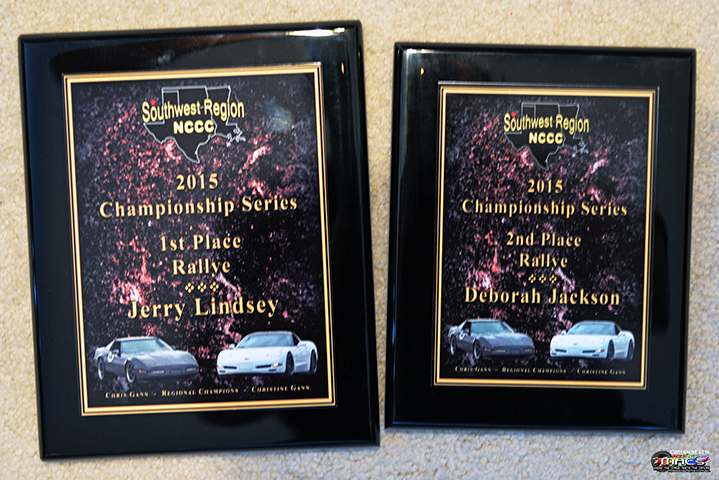 Southwest Region
NCCC
2015
Championship Series
1st Place
Rallye
Jerry Lindsey
Chris Gann - Regional Champions - Christine Gann
Southwest Region
NCCC
2015
Championship Series
2nd Place
Rallye
Deborah Jackson
Chris Gann - Regional Champions - Christine Gann